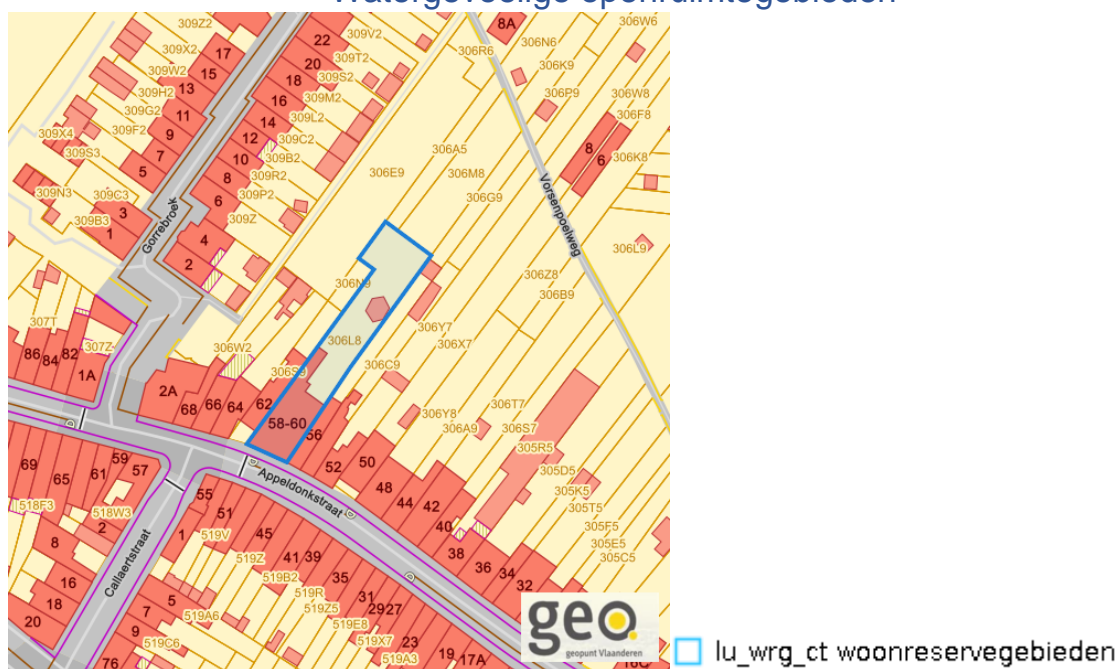 Watergevoelige openruimtegebieden
309Z2
309X2
309W2
309H2
309G2
309F2
309X4
309S3
309N3
309C3
309B3
17
15
13
11
9
7
5
3
1
Gorrebroek
22
20
18
16
14
12
10
8
6
4
2
309V2
309T2
309S2
309M2
309L2
309C2
309B2
309R2
309P2
309Z
8A
306R6
306N6
306K9
306P9
306W6
306W8
306F8
306K8
8
6
306L9
Vorsenpoelweg
306A5
306E9
306M8
306G9
306Z8
306B9
306N9
306L8
306Y7
306X7
306C9
306W2
306S9
306Y8
306A9
306T7
306S7
305R5
305D5
305K5
305T5
305F5
305E5
305C5
307T
307Z
86
84
82
1A
2A
68
66
64
62
58-60
56
52
50
48
44
42
40
38
36
34
32
Appeldonkstraat
D
D
D
D
69
65
61
59
57
518F3
518W3
2
8
16
18
20
Callaertstraat
55
51
1
519V
45
519Z
41
39
519B2
35
519R
519Z5
31
29
27
519E8
519X7
23
519A3
19
17A
5
7
9
519A6
519C6
76
16C
geo
geopunt Vlaanderen
lu_wrg_ct woonreservegebieden